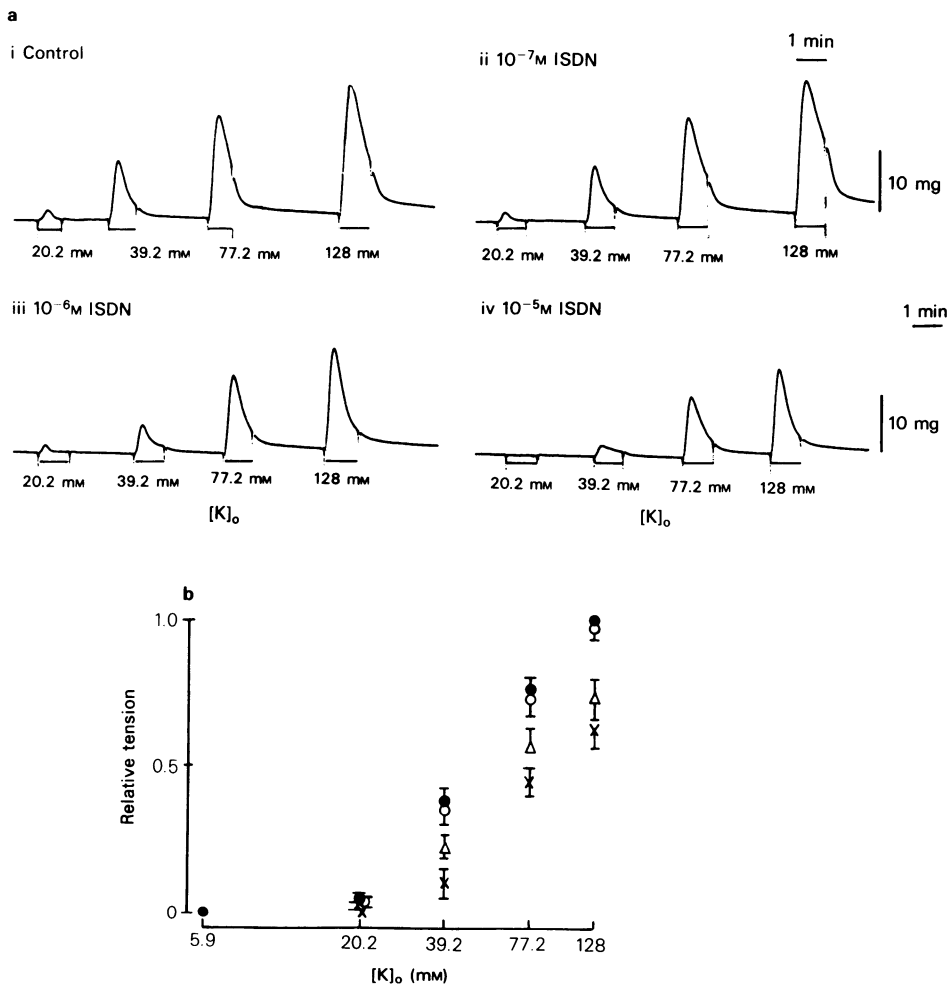 a
i Control
ii 10⁻⁷M ISDN
1 min
10 mg
20.2 mM 39.2 mM 77.2 mM 128 mM
20.2 mM 39.2 mM 77.2 mM 128 mM
iii 10⁻⁶M ISDN
iv 10⁻⁵M ISDN
1 min
10 mg
20.2 mM 39.2 mM 77.2 mM 128 mM
20.2 mM 39.2 mM 77.2 mM 128 mM
[K]ₒ
[K]ₒ
b
1.0
0.5
0
Relative tension
5.9 20.2 39.2 77.2 128
[K]ₒ (mM)